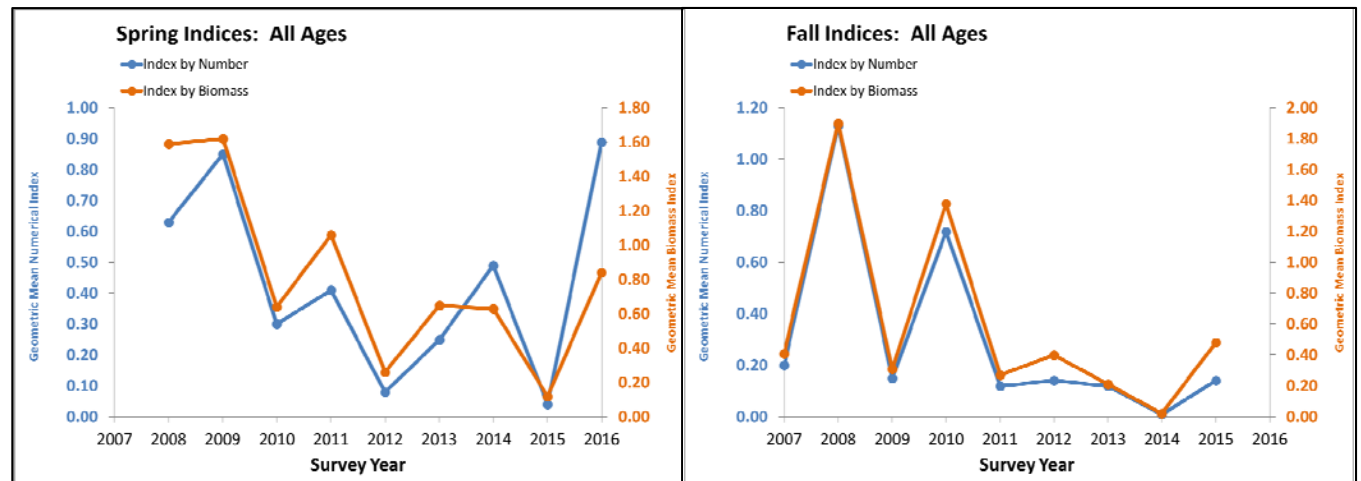 Spring Indices: All Ages
Index by Number
Index by Biomass
1.00
0.90
0.80
0.70
0.60
0.50
0.40
0.30
0.20
0.10
0.00
Geometric Mean Numerical Index
1.80
1.60
1.40
1.20
1.00
0.80
0.60
0.40
0.20
0.00
Geometric Mean Biomass Index
2007 2008 2009 2010 2011 2012 2013 2014 2015 2016
Survey Year
Fall Indices: All Ages
Index by Number
Index by Biomass
1.20
1.00
0.80
0.60
0.40
0.20
0.00
Geometric Mean Numerical Index
2.00
1.80
1.60
1.40
1.20
1.00
0.80
0.60
0.40
0.20
0.00
Geometric Mean Biomass Index
2007 2008 2009 2010 2011 2012 2013 2014 2015 2016
Survey Year